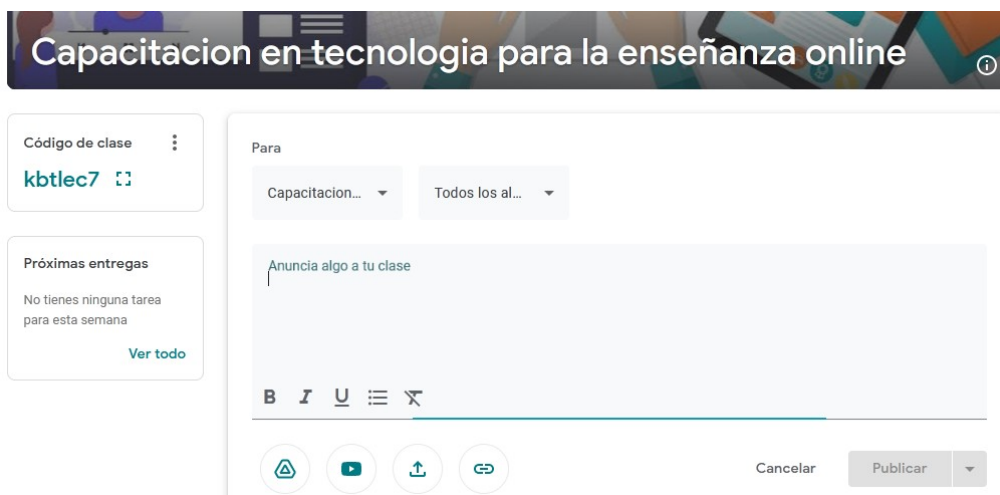 Capacitacion en tecnologia para la enseñanza online
Código de clase
kbtlec7
Próximas entregas
No tienes ninguna tarea
para esta semana
Ver todo
Para
Capacitacion... Todos los al...
Anuncia algo a tu clase
B I U
Cancelar Publicar